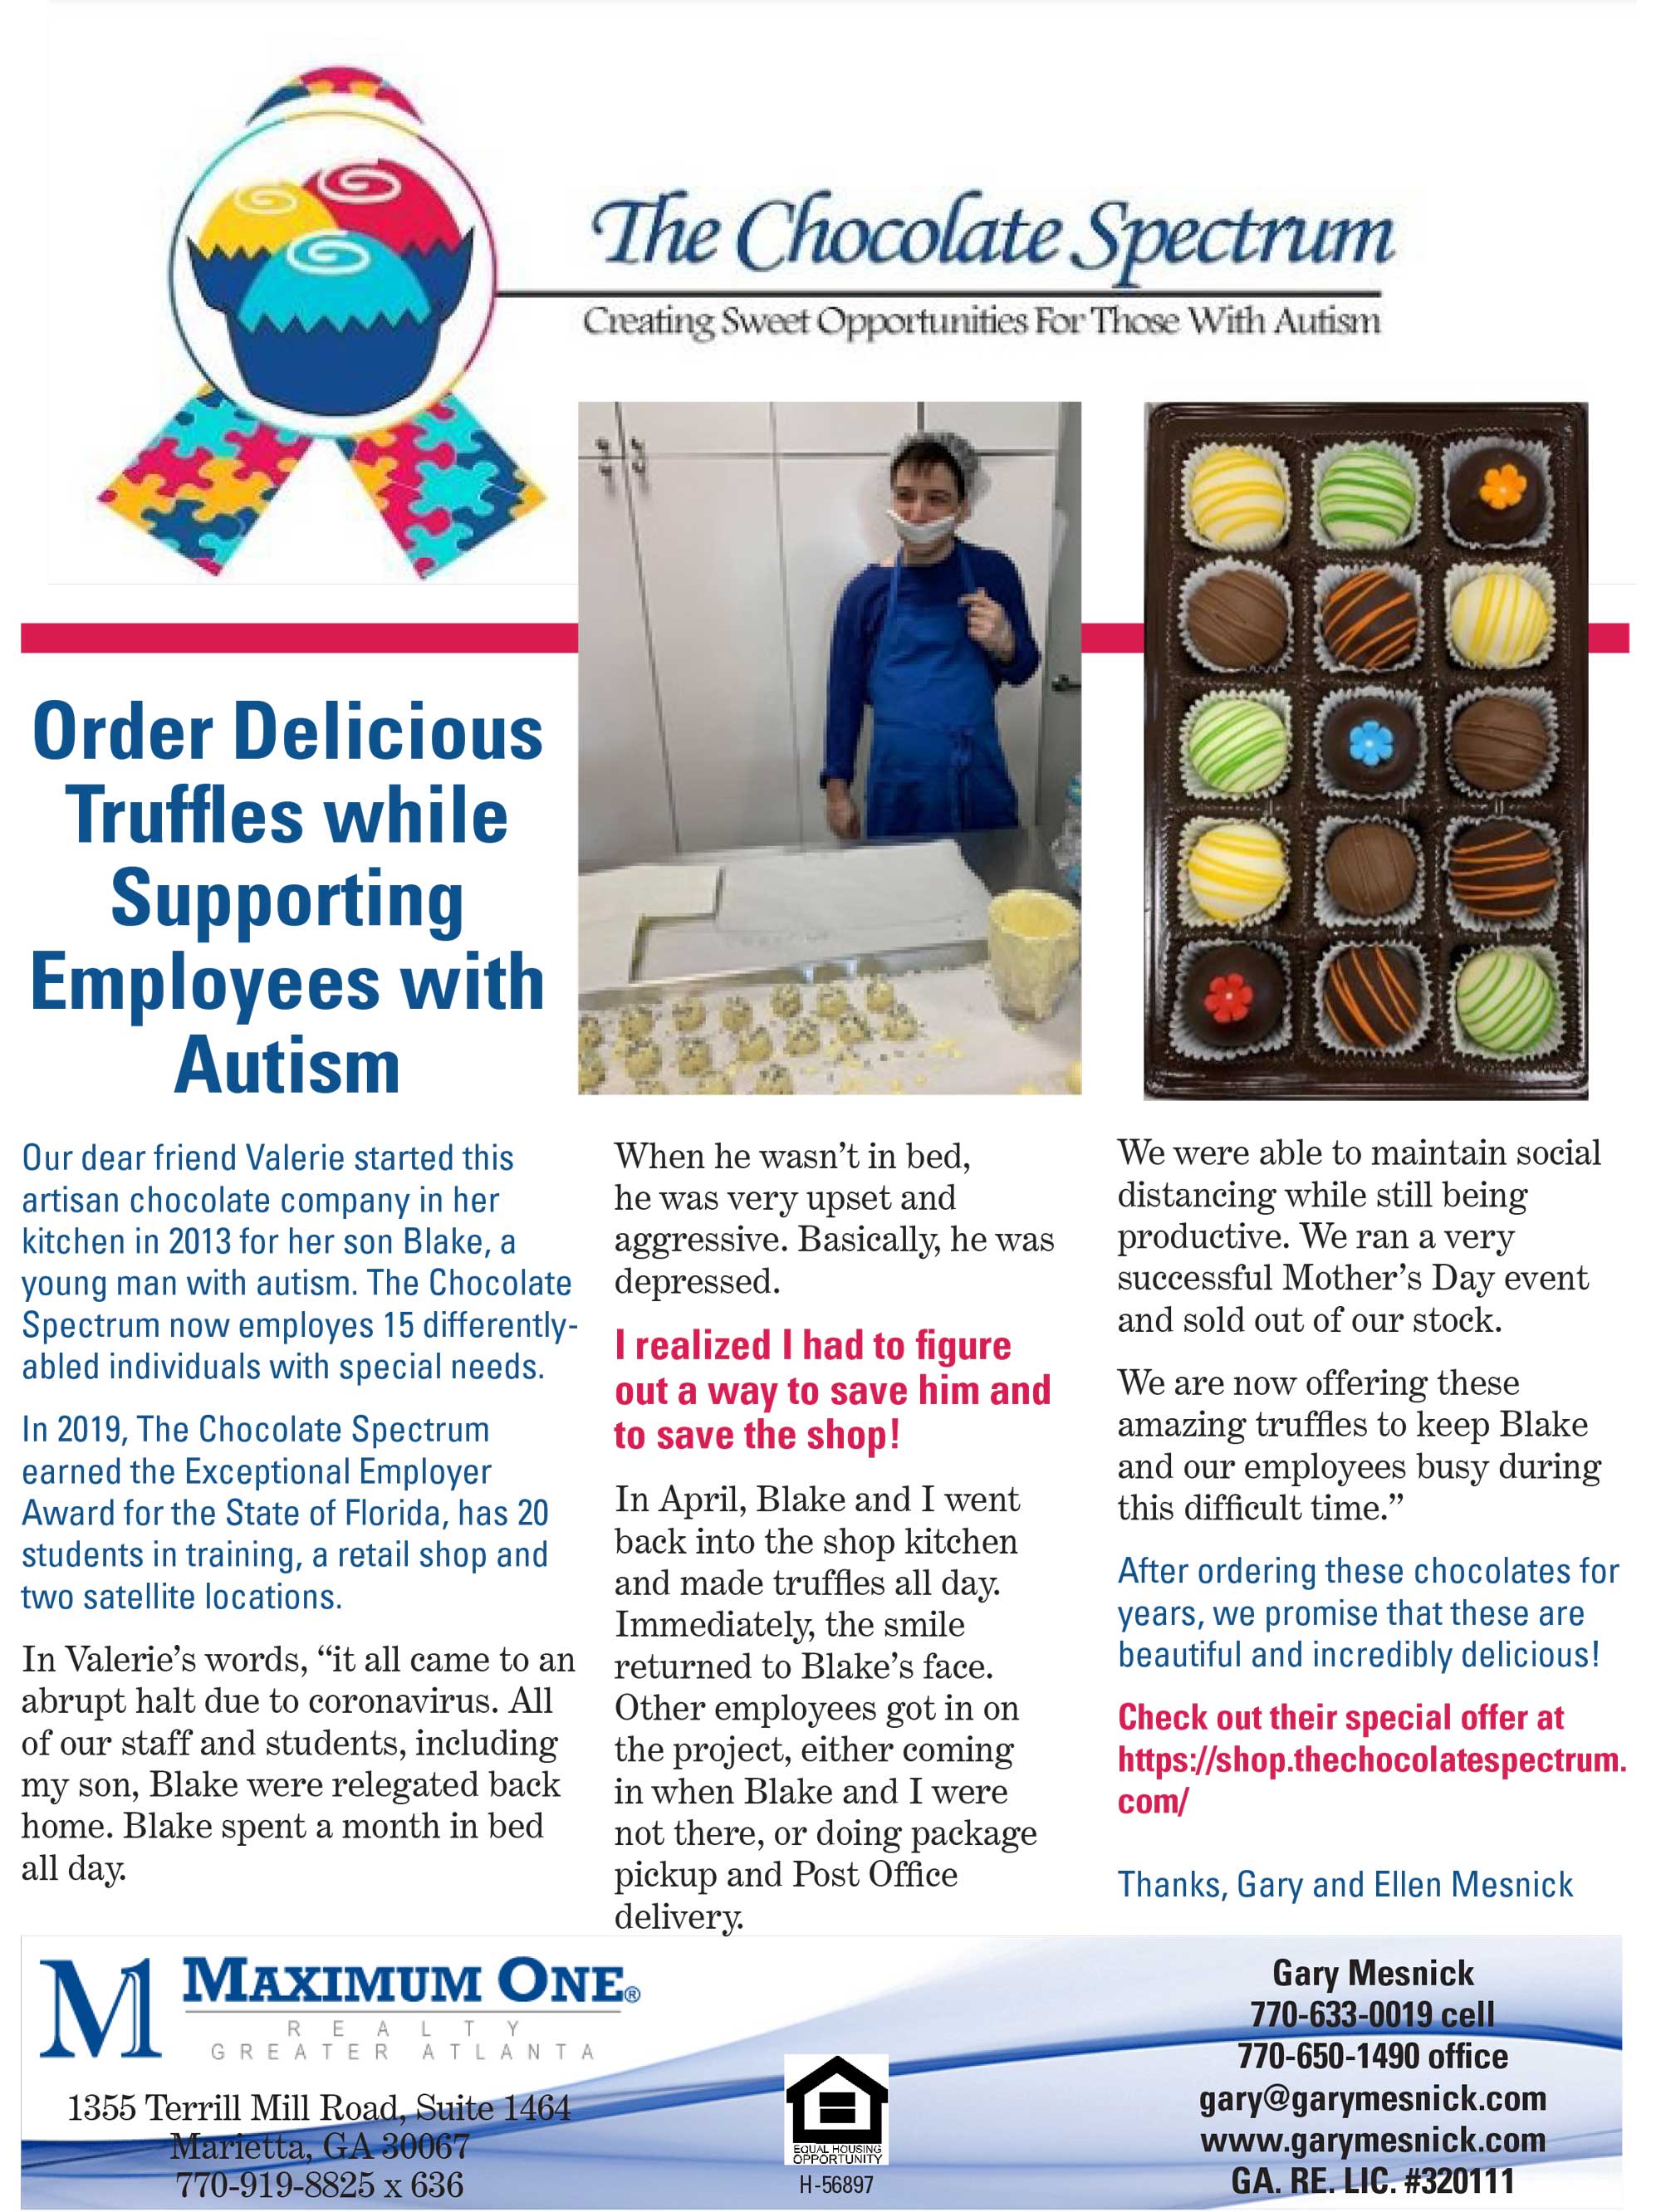 The Chocolate Spectrum
Creating Sweet Opportunities For Those With Autism
Order Delicious
Truffles while
Supporting
Employees with
Autism
Our dear friend Valerie started this
artisan chocolate company in her
kitchen in 2013 for her son Blake, a
young man with autism. The Chocolate
Spectrum now employes 15 differently-
abled individuals with special needs.
In 2019, The Chocolate Spectrum
earned the Exceptional Employer
Award for the State of Florida, has 20
students in training, a retail shop and
two satellite locations.
In Valerie’s words, “it all came to an
abrupt halt due to coronavirus. All
of our staff and students, including
my son, Blake were relegated back
home. Blake spent a month in bed
all day.
When he wasn’t in bed,
he was very upset and
aggressive. Basically, he was
depressed.
I realized I had to figure
out a way to save him and
to save the shop!
In April, Blake and I went
back into the shop kitchen
and made truffles all day.
Immediately, the smile
returned to Blake’s face.
Other employees got in on
the project, either coming
in when Blake and I were
not there, or doing package
pickup and Post Office
delivery.
We were able to maintain social
distancing while still being
productive. We ran a very
successful Mother’s Day event
and sold out of our stock.
We are now offering these
amazing truffles to keep Blake
and our employees busy during
this difficult time.”
After ordering these chocolates for
years, we promise that these are
beautiful and incredibly delicious!
Check out their special offer at
https://shop.thechocolatespectrum.
com/
Thanks, Gary and Ellen Mesnick
M MAXIMUM ONE®
REALTY
GREATER ATLANTA
1355 Terrill Mill Road, Suite 1464
Marietta, GA 30067
770-919-8825 x 636
EQUAL HOUSING
OPPORTUNITY
H-56897
Gary Mesnick
770-633-0019 cell
770-650-1490 office
gary@garymesnick.com
www.garymesnick.com
GA. RE. LIC. #320111